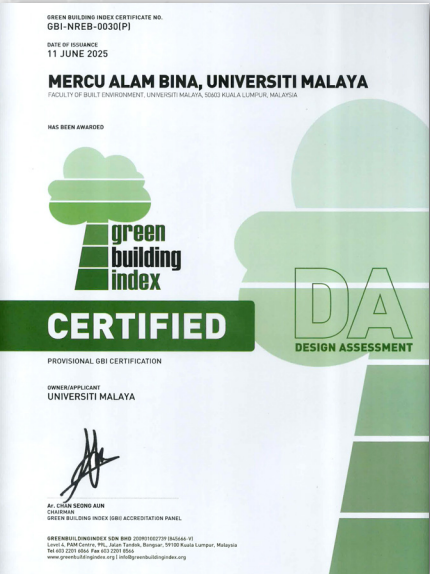 GREEN BUILDING INDEX CERTIFICATE NO.
GBI-NREB-0030(P)
DATE OF ISSUANCE
11 JUNE 2025
MERCU ALAM BINA, UNIVERSITI MALAYA
FACULTY OF BUILT ENVIRONMENT, UNIVERSITI MALAYA, 50603 KUALA LUMPUR, MALAYSIA
HAS BEEN AWARDED
green
building
index
DA
DESIGN ASSESSMENT
CERTIFIED
PROVISIONAL GBI CERTIFICATION
OWNER/APPLICANT
UNIVERSITI MALAYA
Ar. CHAN SEONG AUN
CHAIRMAN
GREEN BUILDING INDEX (GBI) ACCREDITATION PANEL
GREENBUILDINGINDEX SDN BHD 200901002739 (845666-V)
Level 4, PAM Centre, 99L, Jalan Tandok, Bangsar, 59100 Kuala Lumpur, Malaysia
Tel 603 2201 6866 Fax 603 2201 8566
www.greenbuildingindex.org | info@greenbuildingindex.org